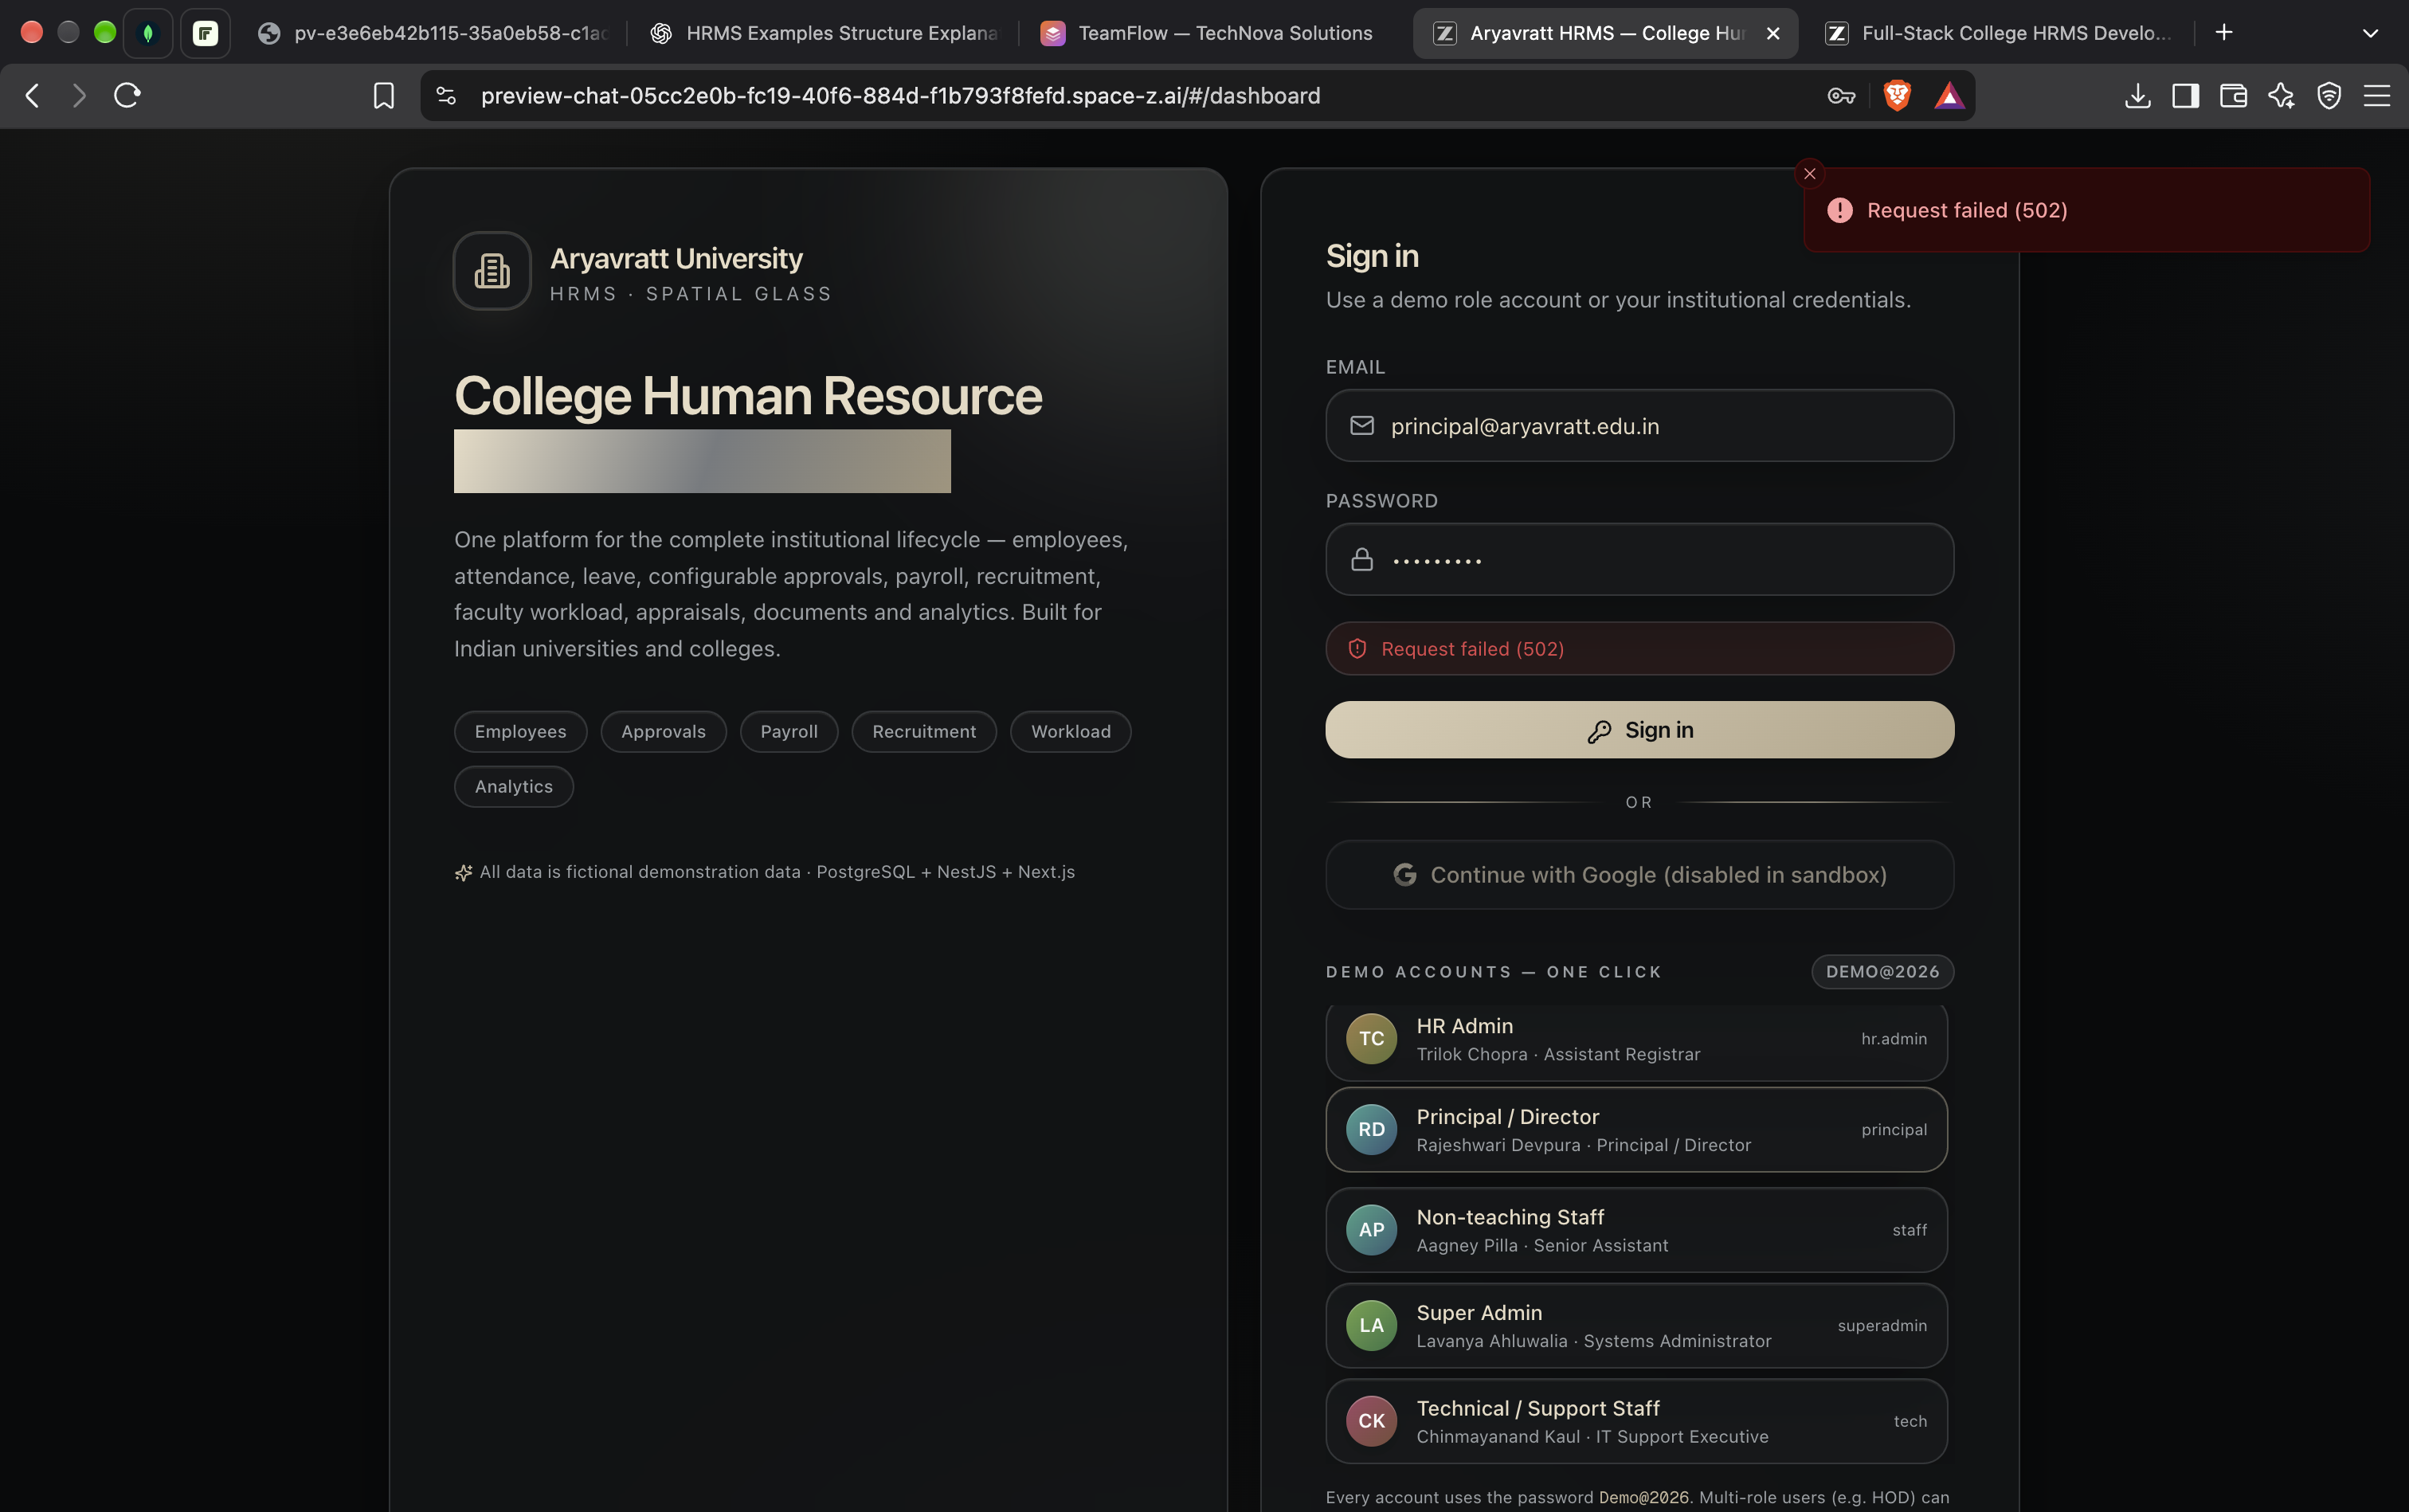 pv-e3e6eb42b115-35a0eb58-c1ad
HRMS Examples Structure Explana
TeamFlow — TechNova Solutions
Aryavratt HRMS — College Hur
Full-Stack College HRMS Develo...
preview-chat-05cc2e0b-fc19-40f6-884d-f1b793f8fefd.space-z.ai/#/dashboard
Request failed (502)
Aryavratt University
HRMS · SPATIAL GLASS
College Human Resource
One platform for the complete institutional lifecycle — employees,
attendance, leave, configurable approvals, payroll, recruitment,
faculty workload, appraisals, documents and analytics. Built for
Indian universities and colleges.
Employees
Approvals
Payroll
Recruitment
Workload
Analytics
All data is fictional demonstration data · PostgreSQL + NestJS + Next.js
Sign in
Use a demo role account or your institutional credentials.
EMAIL
principal@aryavratt.edu.in
PASSWORD
•••••••••
Request failed (502)
Sign in
OR
Continue with Google (disabled in sandbox)
DEMO ACCOUNTS — ONE CLICK
DEMO@2026
TC
HR Admin
Trilok Chopra · Assistant Registrar
hr.admin
RD
Principal / Director
Rajeshwari Devpura · Principal / Director
principal
AP
Non-teaching Staff
Aagney Pilla · Senior Assistant
staff
LA
Super Admin
Lavanya Ahluwalia · Systems Administrator
superadmin
CK
Technical / Support Staff
Chinmayanand Kaul · IT Support Executive
tech
Every account uses the password Demo@2026. Multi-role users (e.g. HOD) can